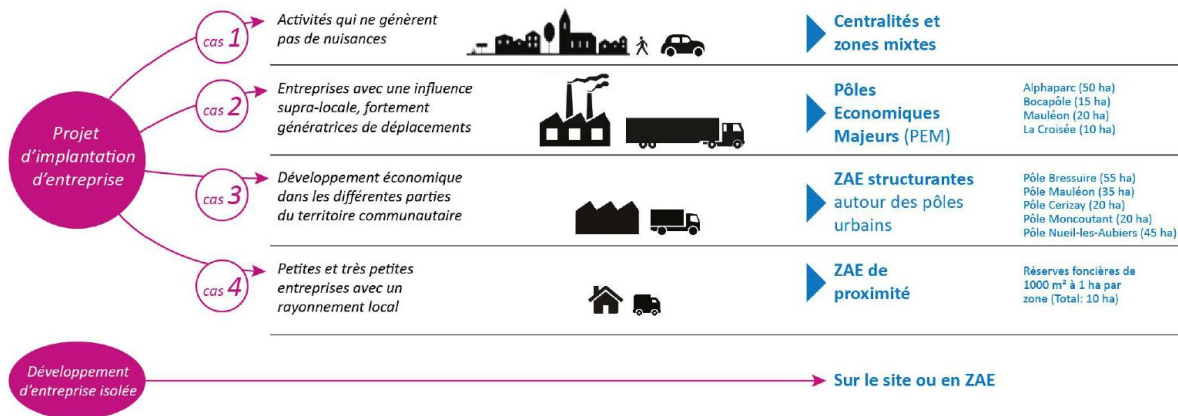 Projet
d'implantation
d'entreprise
cas 1
Activités qui ne génèrent
pas de nuisances
Centralités et
zones mixtes
cas 2
Entreprises avec une influence
supra-locale, fortement
génératrices de déplacements
Pôles
Economiques
Majeurs (PEM)
Alphaparc (50 ha)
Bocapôle (15 ha)
Mauléon (20 ha)
La Croisée (10 ha)
cas 3
Développement économique
dans les différentes parties
du territoire communautaire
ZAE structurantes
autour des pôles
urbains
Pôle Bressuire (55 ha)
Pôle Mauléon (35 ha)
Pôle Cerizay (20 ha)
Pôle Moncoutant (20 ha)
Pôle Nueil-les-Aubiers (45 ha)
cas 4
Petites et très petites
entreprises avec un
rayonnement local
ZAE de
proximité
Réserves foncières de
1000 m² à 1 ha par
zone (Total: 10 ha)
Développement
d'entreprise isolée
Sur le site ou en ZAE